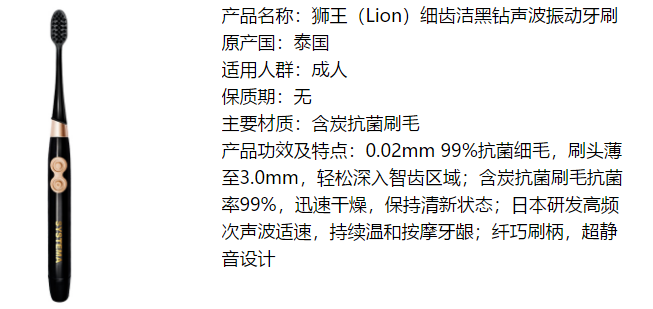 产品名称：狮王（Lion）细齿洁黑钻声波振动牙刷
原产国：泰国
适用人群：成人
保质期：无
主要材质：含炭抗菌刷毛
产品功效及特点：0.02mm 99%抗菌细毛，刷头薄
至3.0mm，轻松深入智齿区域；含炭抗菌刷毛抗菌
率99%，迅速干燥，保持清新状态；日本研发高频
次声波适速，持续温和按摩牙龈；纤巧刷柄，超静
音设计
SYSTEMA